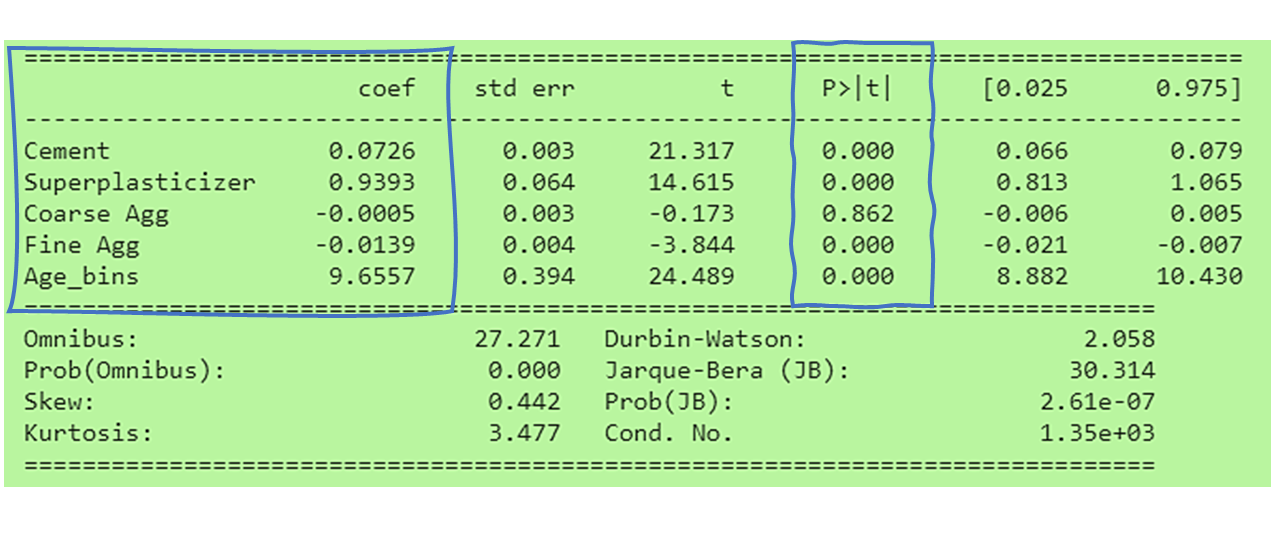 ==============================================================================
coef std err t P>|t| [0.025 0.975]
------------------------------------------------------------------------------
Cement 0.0726 0.003 21.317 0.000 0.066 0.079
Superplasticizer 0.9393 0.064 14.615 0.000 0.813 1.065
Coarse Agg -0.0005 0.003 -0.173 0.862 -0.006 0.005
Fine Agg -0.0139 0.004 -3.844 0.000 -0.021 -0.007
Age_bins 9.6557 0.394 24.489 0.000 8.882 10.430
==============================================================================
Omnibus: 27.271 Durbin-Watson: 2.058
Prob(Omnibus): 0.000 Jarque-Bera (JB): 30.314
Skew: 0.442 Prob(JB): 2.61e-07
Kurtosis: 3.477 Cond. No. 1.35e+03
==============================================================================